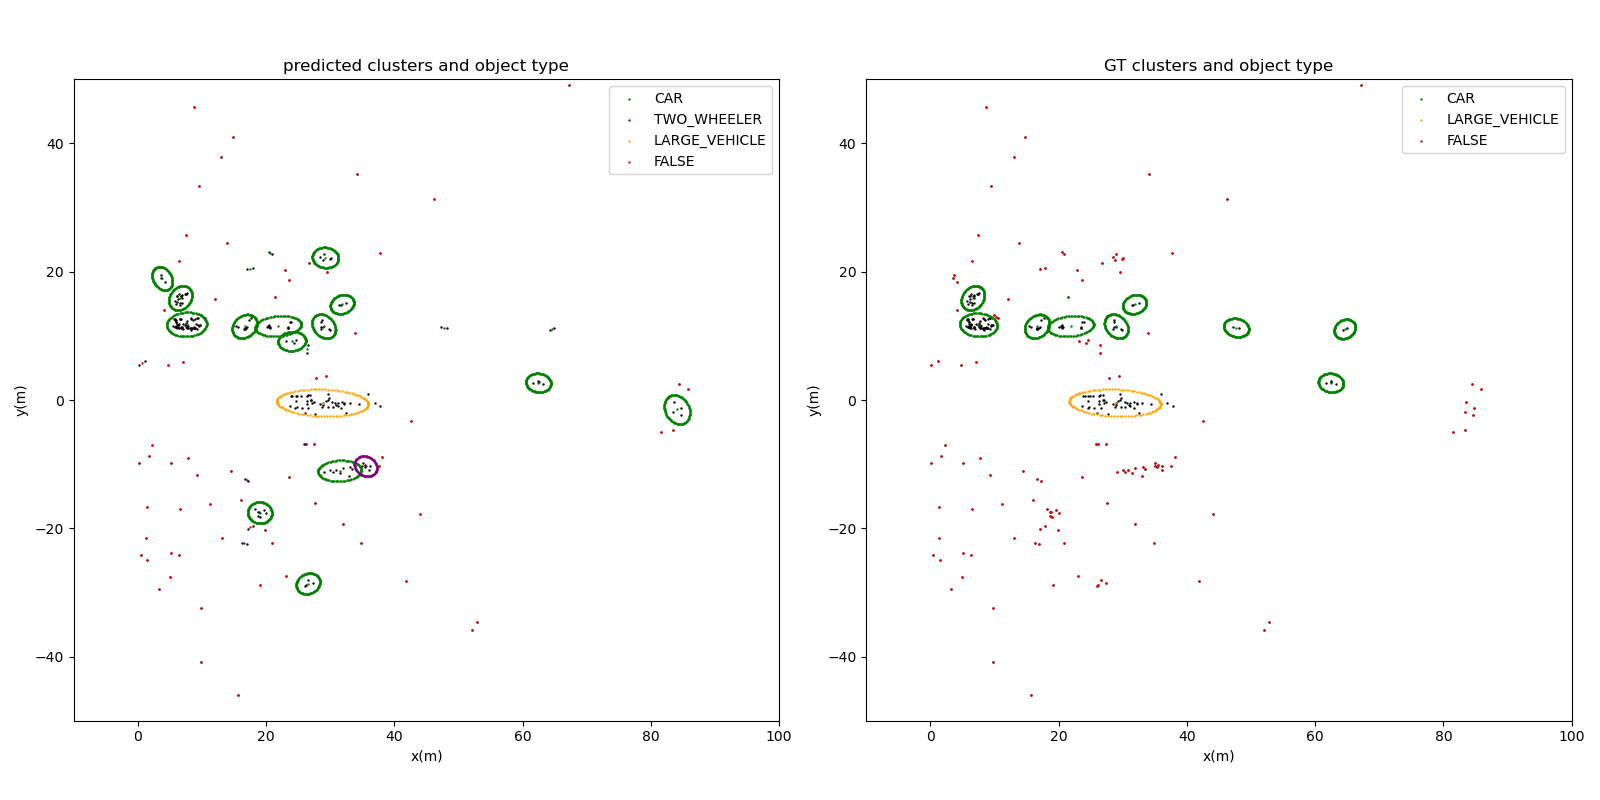 predicted clusters and object type
CAR
TWO_WHEELER
LARGE_VEHICLE
FALSE
40
20
0
−20
−40
y(m)
0
20
40
60
80
100
x(m)
GT clusters and object type
CAR
LARGE_VEHICLE
FALSE
40
20
0
−20
−40
y(m)
0
20
40
60
80
100
x(m)